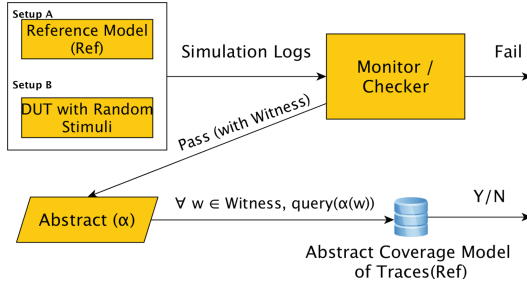 Setup A
Reference Model
(Ref)
Setup B
DUT with Random
Stimuli
Simulation Logs
Monitor /
Checker
Fail
Pass (with Witness)
Abstract (α)
∀ w ∈ Witness, query(α(w))
Y/N
Abstract Coverage Model
of Traces(Ref)